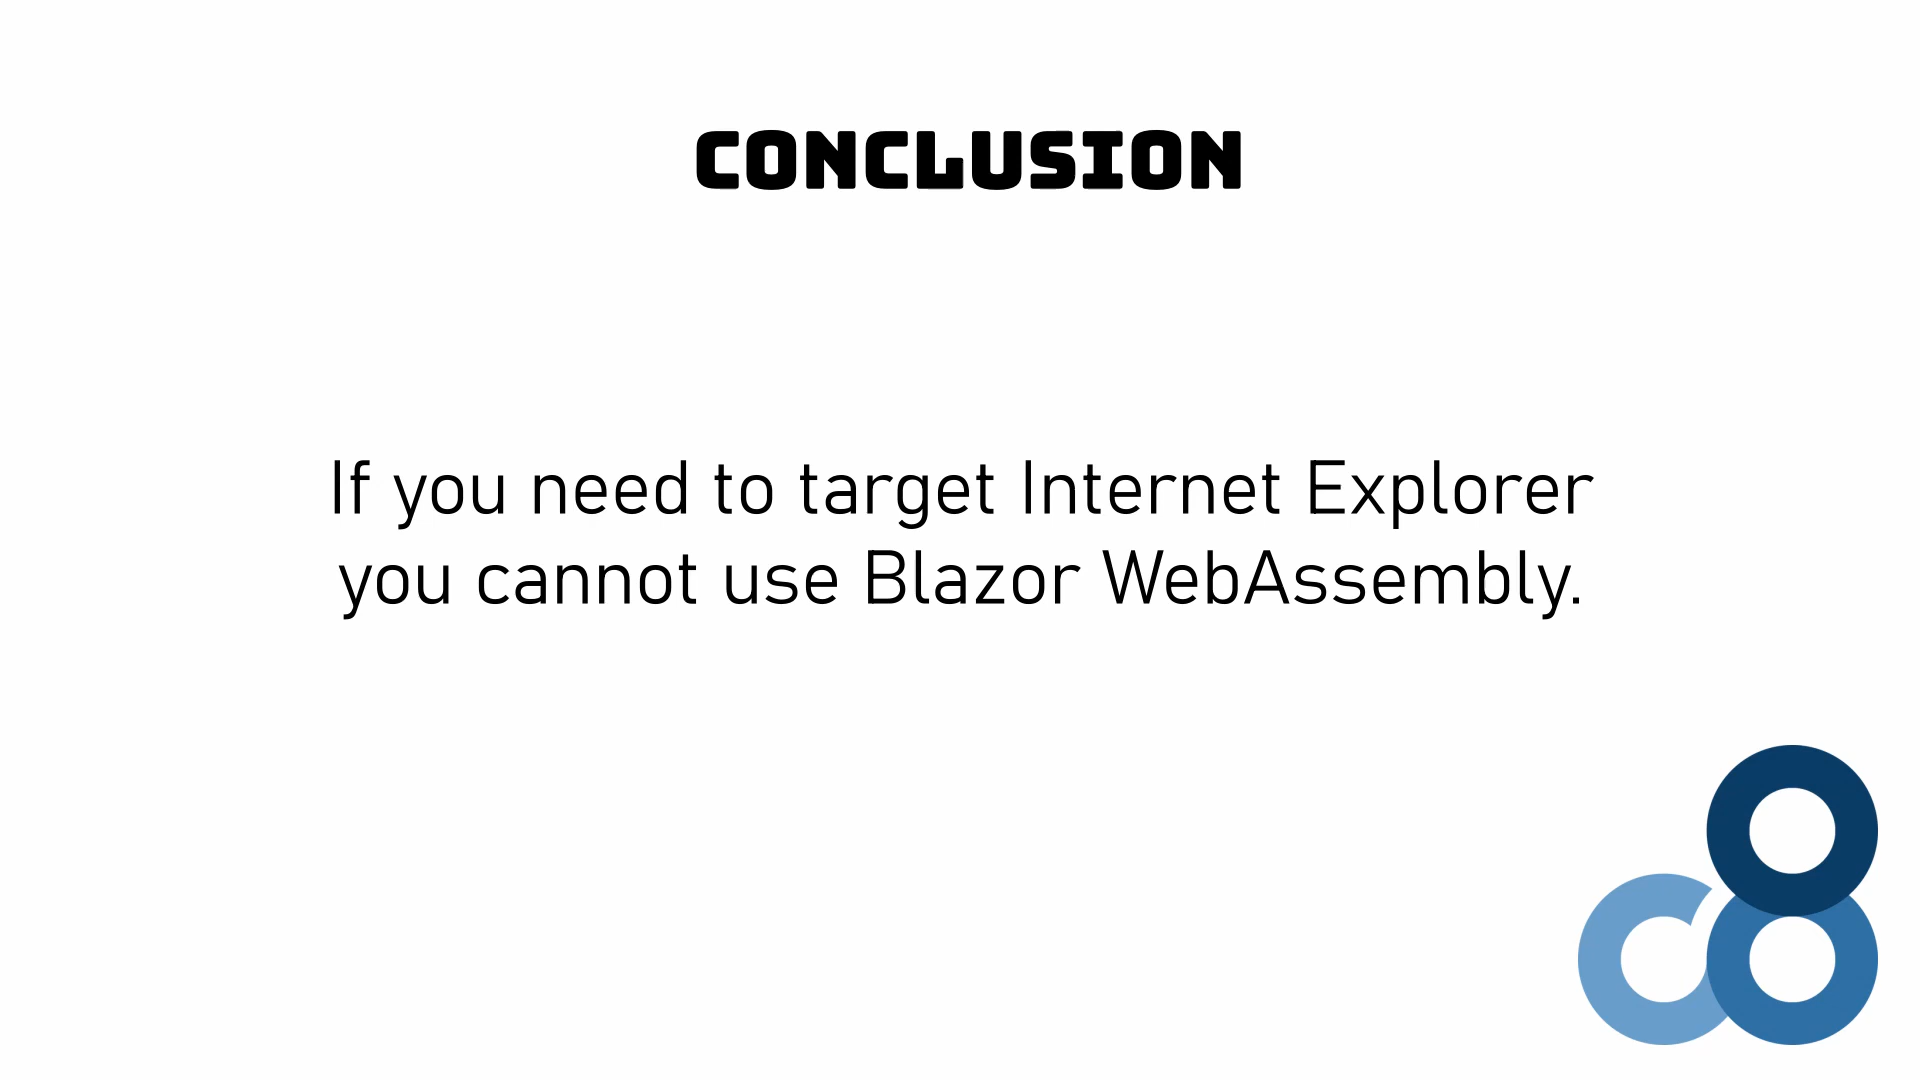 CONCLUSION
If you need to target Internet Explorer
you cannot use Blazor WebAssembly.